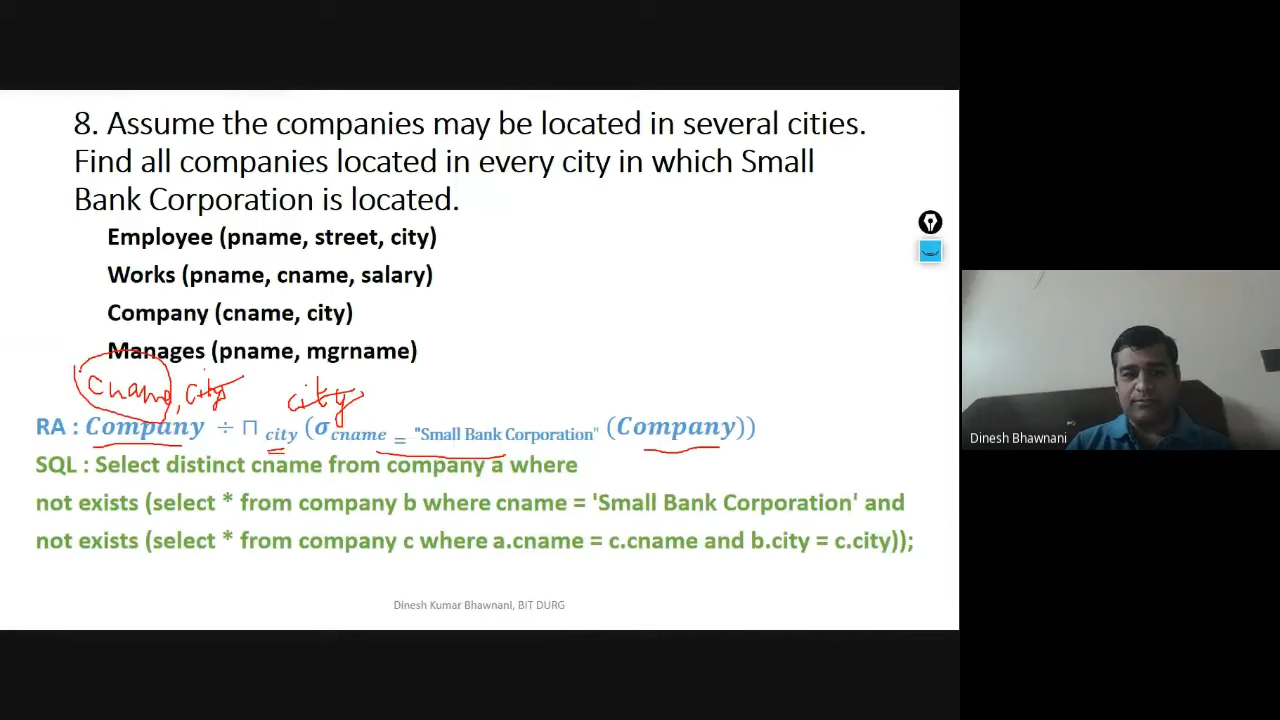 8. Assume the companies may be located in several cities.
Find all companies located in every city in which Small
Bank Corporation is located.
Employee (pname, street, city)
Works (pname, cname, salary)
Company (cname, city)
Manages (pname, mgrname)
cname, city city
RA : Company ÷ Π city (σ cname = "Small Bank Corporation" (Company))
SQL : Select distinct cname from company a where
not exists (select * from company b where cname = 'Small Bank Corporation' and
not exists (select * from company c where a.cname = c.cname and b.city = c.city));
Dinesh Kumar Bhawnani, BIT DURG
Dinesh Bhawnani